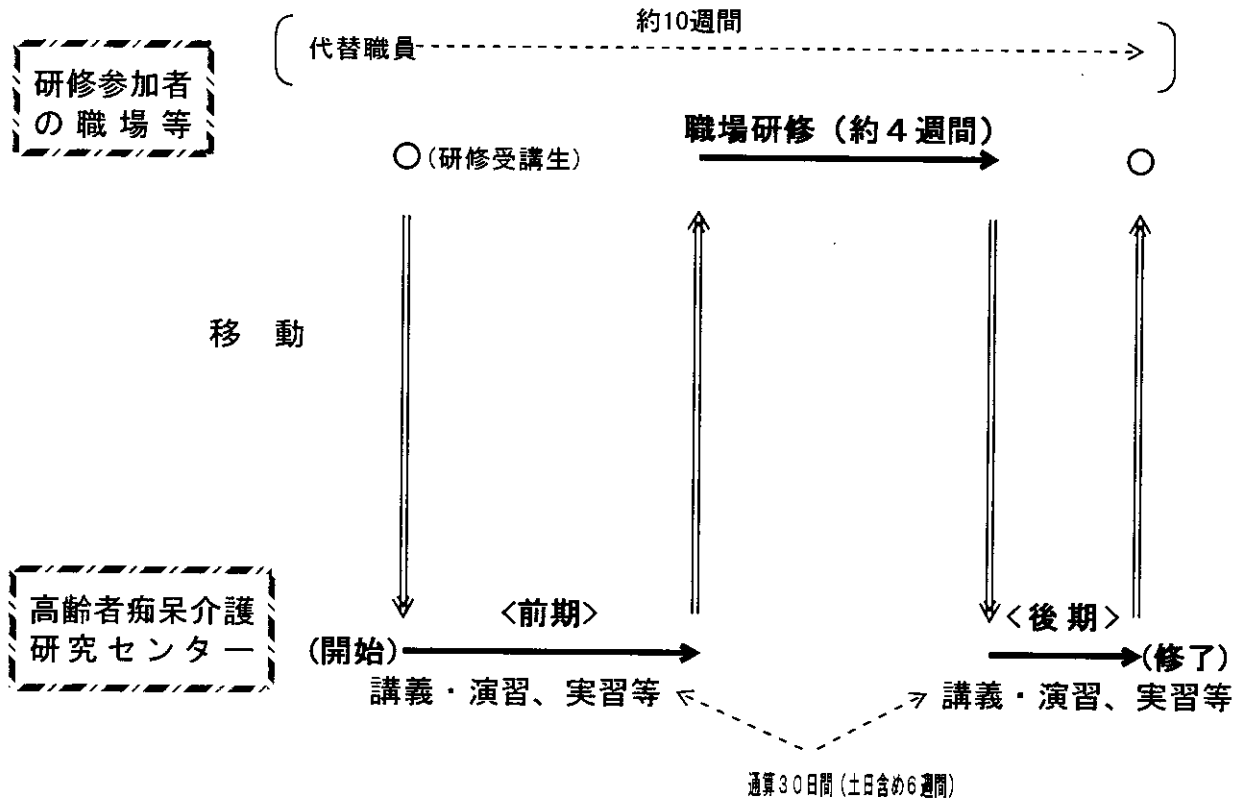 約10週間
代替職員
研修参加者
の職場等
職場研修（約４週間）
(研修受講生)
移 動
高齢者痴呆介護
研究センター
<前期>
<後期>
(開始)
(修了)
講義・演習、実習等
講義・演習、実習等
通算３０日間（土日含め６週間）